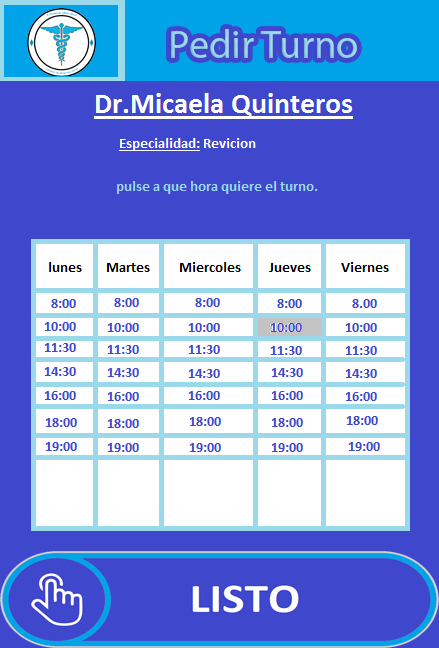 Pedir Turno
Dr.Micaela Quinteros
Especialidad: Revicion
pulse a que hora quiere el turno.
lunes Martes Miercoles Jueves Viernes
8:00 8:00 8:00 8:00 8.00
10:00 10:00 10:00 10:00 10:00
11:30 11:30 11:30 11:30 11:30
14:30 14:30 14:30 14:30 14:30
16:00 16:00 16:00 16:00 16:00
18:00 18:00 18:00 18:00 18:00
19:00 19:00 19:00 19:00 19:00
LISTO